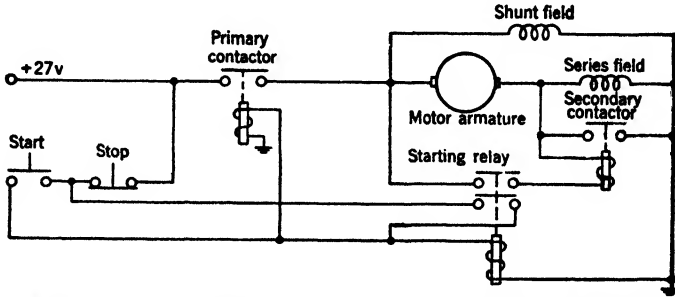 Shunt field
Primary
contactor
+27v
Series field
Secondary
contactor
Motor armature
Start
Stop
Starting relay